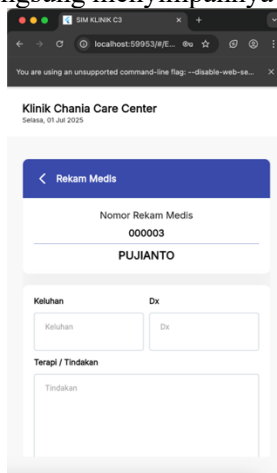 menyimpannya
SIM KLINIK C3
localhost:59953/#/E...
You are using an unsupported command-line flag: --disable-web-se...
Klinik Chania Care Center
Selasa, 01 Jul 2025
Rekam Medis
Nomor Rekam Medis
000003
PUJIANTO
Keluhan
Dx
Keluhan
Dx
Terapi / Tindakan
Tindakan